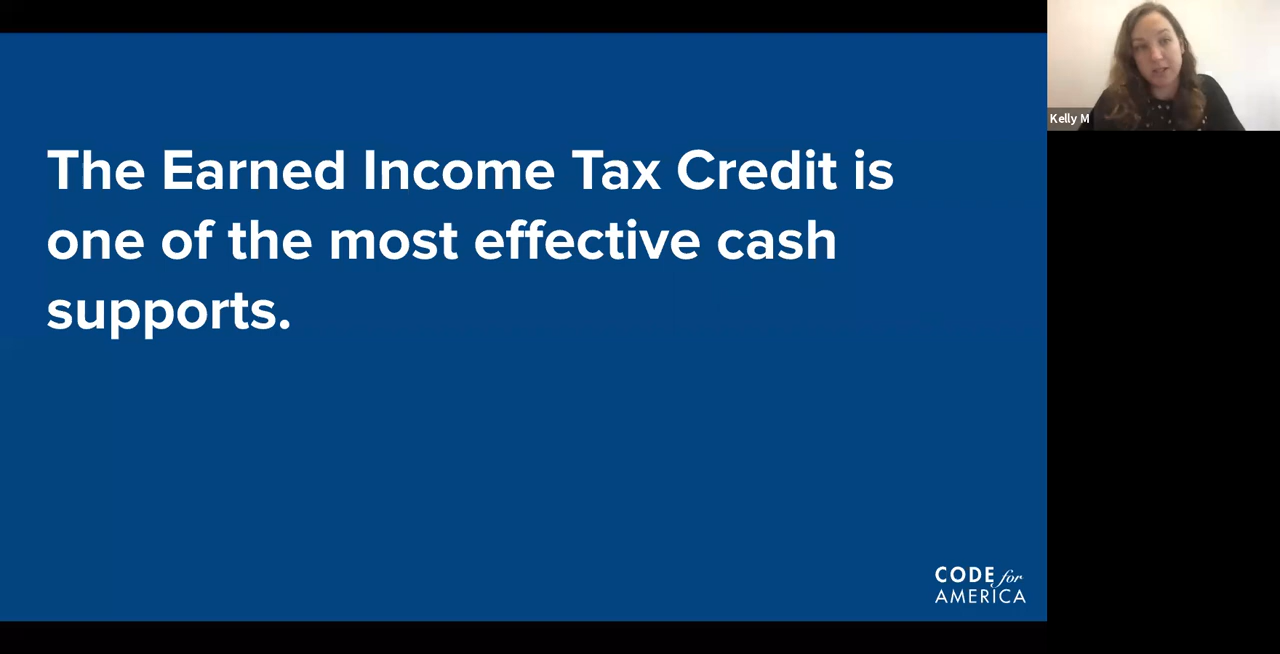 The Earned Income Tax Credit is
one of the most effective cash
supports.
Kelly M
CODE for
AMERICA